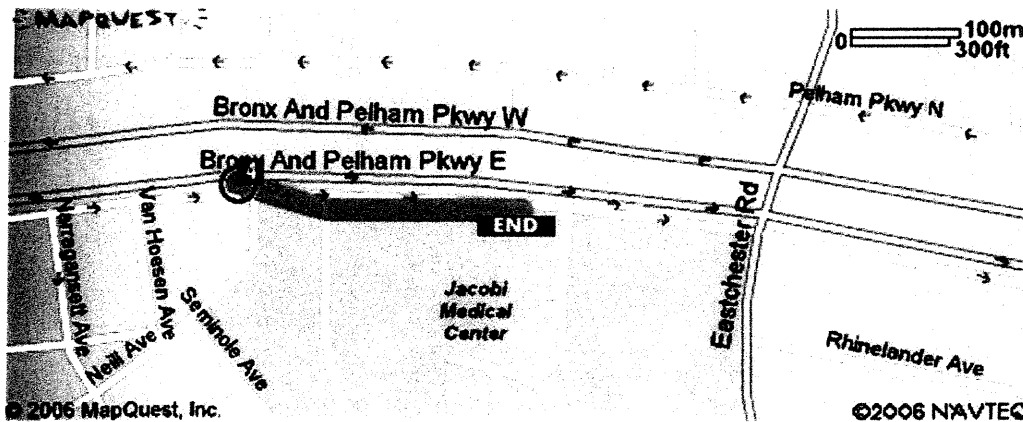 MAPQUEST
100m
0
300ft
Pelham Pkwy N
Bronx And Pelham Pkwy W
Bronx And Pelham Pkwy E
END
Narragansett Ave
Van Hoesen Ave
Seminole Ave
Neill Ave
Jacobi
Medical
Center
Eastchester Rd
Rhinelander Ave
© 2006 MapQuest, Inc.
©2006 NAVTEQ